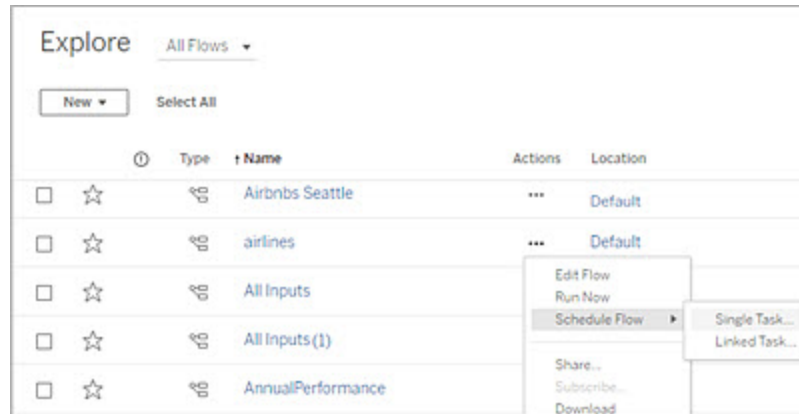 Explore All Flows
New Select All
Type Name Actions Location
Airbnbs Seattle Default
airlines Default
Edit Flow
All Inputs Run Now
Schedule Flow Single Task...
All Inputs (1) Linked Task...
Share...
AnnualPerformance Subscribe...
Download